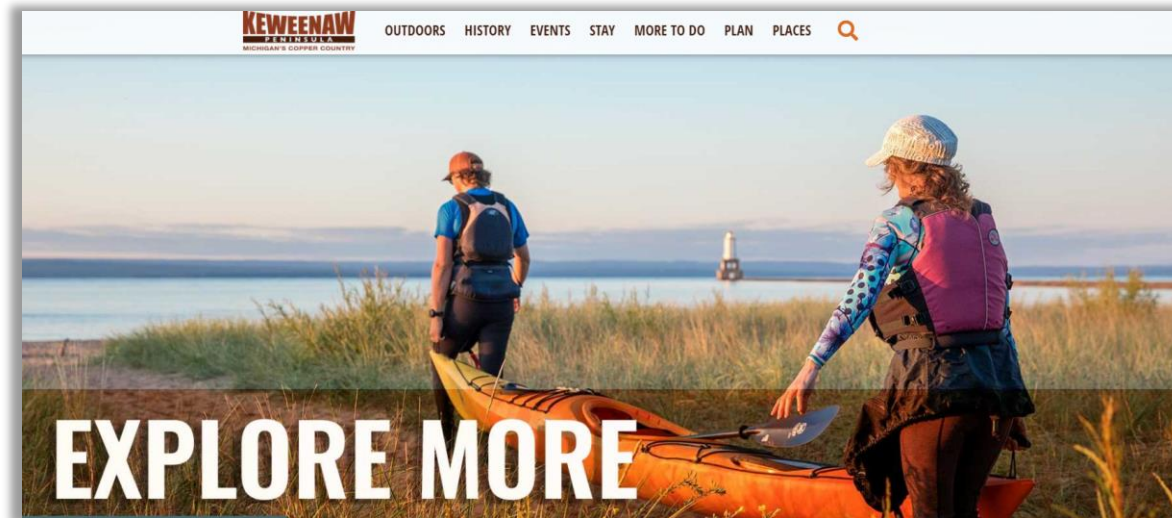 KEWEENAW
PENINSULA
MICHIGAN'S COPPER COUNTRY
OUTDOORS HISTORY EVENTS STAY MORE TO DO PLAN PLACES
EXPLORE MORE